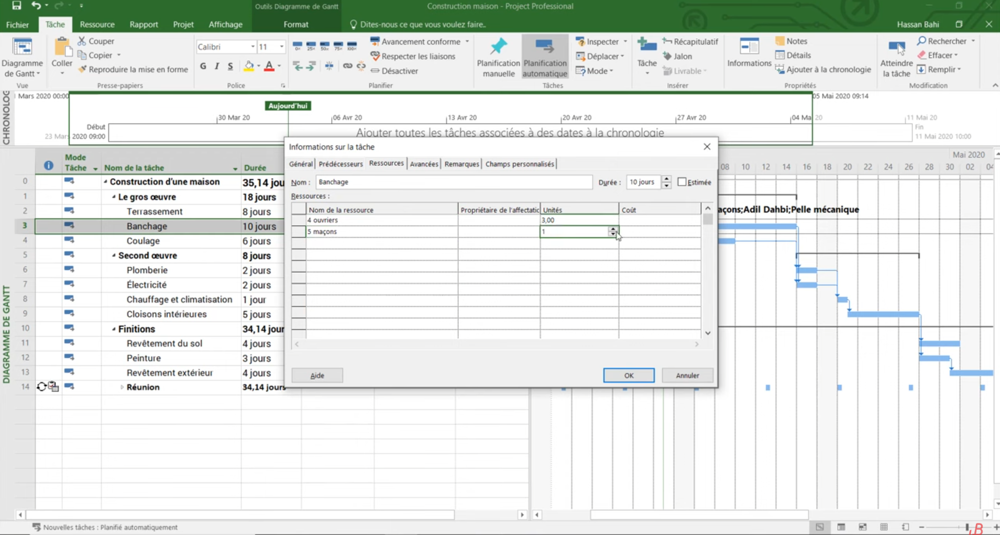 Outils Diagramme de Gantt
Construction maison - Project Professional
Fichier Tâche Ressource Rapport Projet Affichage Format Dites-nous ce que vous voulez faire.. Hassan Bahi
Diagramme de Gantt
Vue
Coller
Couper
Copier
Reproduire la mise en forme
Presse-papiers
Calibri 11
G I S A
Police
0% 25% 50% 75% 100%
Avancement conforme
Respecter les liaisons
Désactiver
Planifier
Planification manuelle
Planification automatique
Inspecter
Déplacer
Mode
Tâches
Tâche
Récapitulatif
Jalon
Livrable
Insérer
Informations
Notes
Détails
Ajouter à la chronologie
Propriétés
Atteindre la tâche
Rechercher
Effacer
Remplir
Modification
CHRONOLOG
Mars 2020 00:00
05 Mai 2020 09:14
Aujourd'hui
30 Mar 20 06 Avr 20 13 Avr 20 20 Avr 20 27 Avr 20 04 Mai 20 11 Mai 20
Début
23 Mars 2020 09:00
Ajouter toutes les tâches associées à des dates à la chronologie
Fin
11 Mai 2020 10:00
DIAGRAMME DE GANTT
Mode Tâche Nom de la tâche Durée
0 Construction d'une maison 35,14 jou
1 Le gros œuvre 18 jours
2 Terrassement 8 jours
3 Banchage 10 jours
4 Coulage 6 jours
5 Second œuvre 8 jours
6 Plomberie 2 jours
7 Électricité 2 jours
8 Chauffage et climatisation 1 jour
9 Cloisons intérieures 5 jours
10 Finitions 34,14 jour
11 Revêtement du sol 4 jours
12 Peinture 3 jours
13 Revêtement extérieur 4 jours
14 Réunion 34,14 jours
Informations sur la tâche
Général Prédécesseurs Ressources Avancées Remarques Champs personnalisés
Nom : Banchage Durée : 10 jours Estimée
Ressources :
Nom de la ressource Propriétaire de l'affectatic Unités Coût
4 ouvriers 3,00
5 maçons 1
Aide OK Annuler
Mai 2020
08 10 12 14 16 18 20 22 24 26 28 30 02 04
açons;Adil Dahbi;Pelle mécanique
Nouvelles tâches : Planifié automatiquement